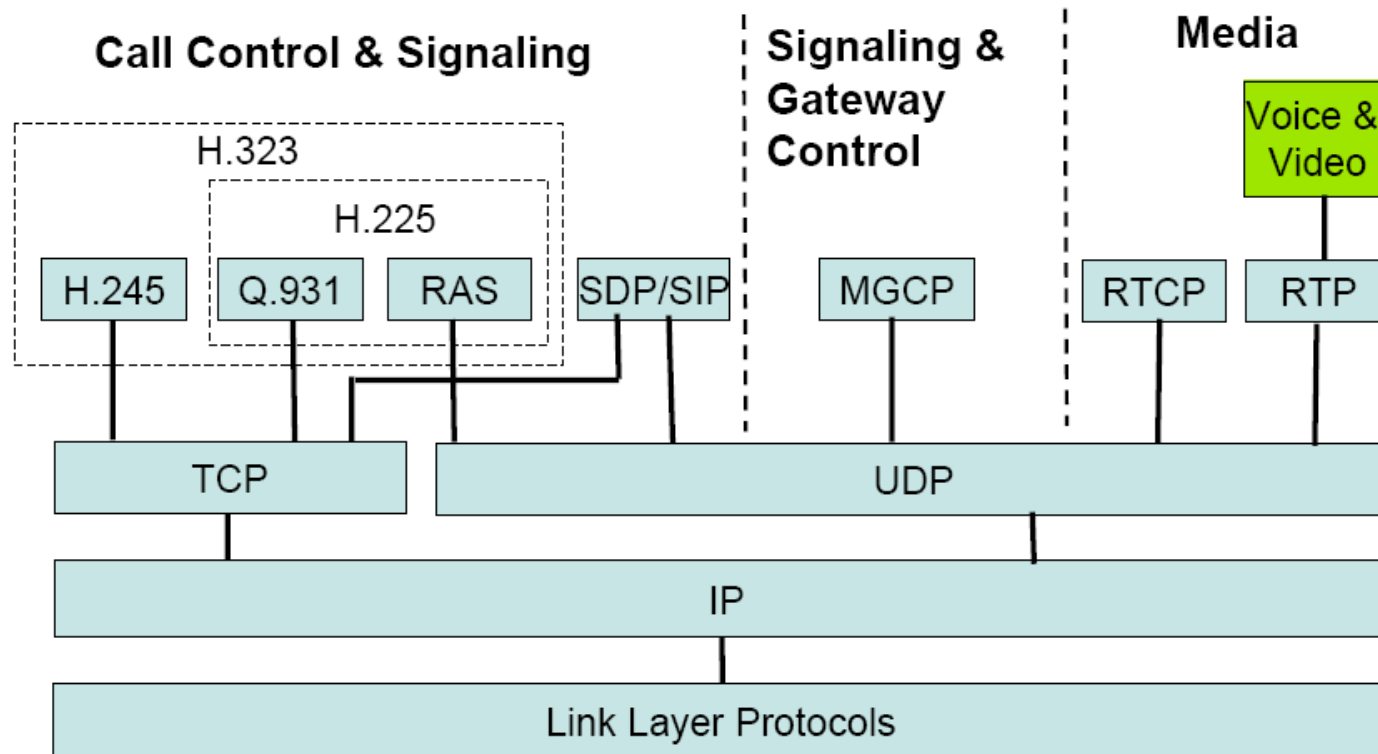 Call Control & Signaling
Signaling &
Gateway
Control
Media
Voice &
Video
H.323
H.225
H.245
Q.931
RAS
SDP/SIP
MGCP
RTCP
RTP
TCP
UDP
IP
Link Layer Protocols